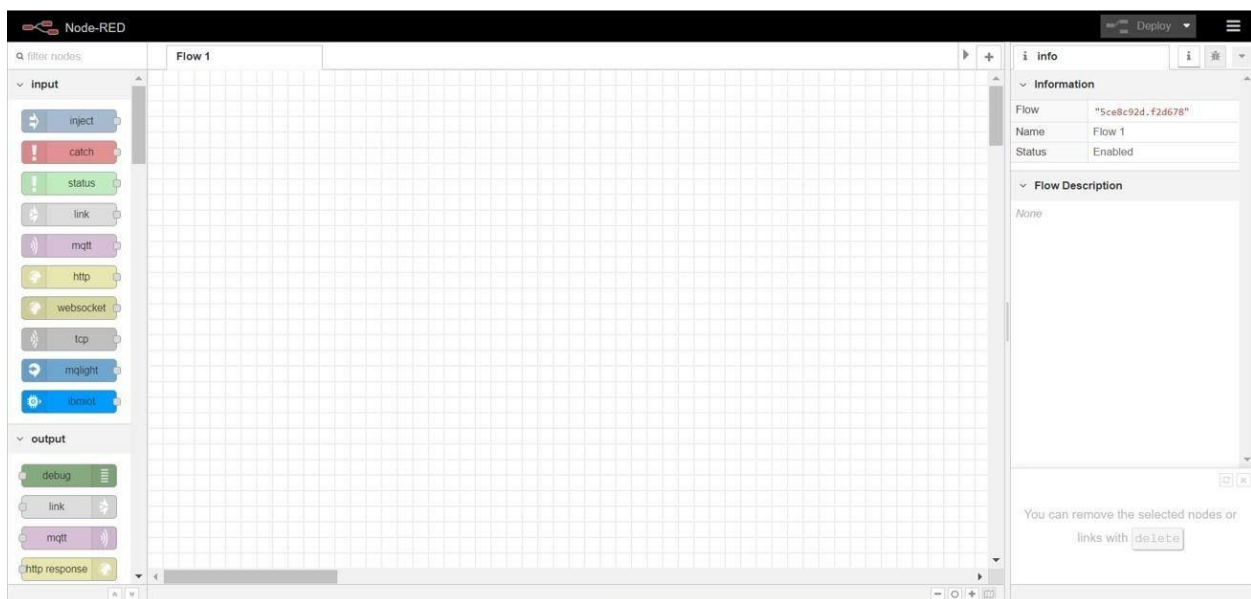 Node-RED
Deploy
filter nodes
Flow 1
i info
i
input
inject
catch
status
link
mqtt
http
websocket
tcp
mqlight
ibmiot
output
debug
link
mqtt
http response
Information
Flow "5ce8c92d.f2d678"
Name Flow 1
Status Enabled
Flow Description
None
You can remove the selected nodes or
links with delete